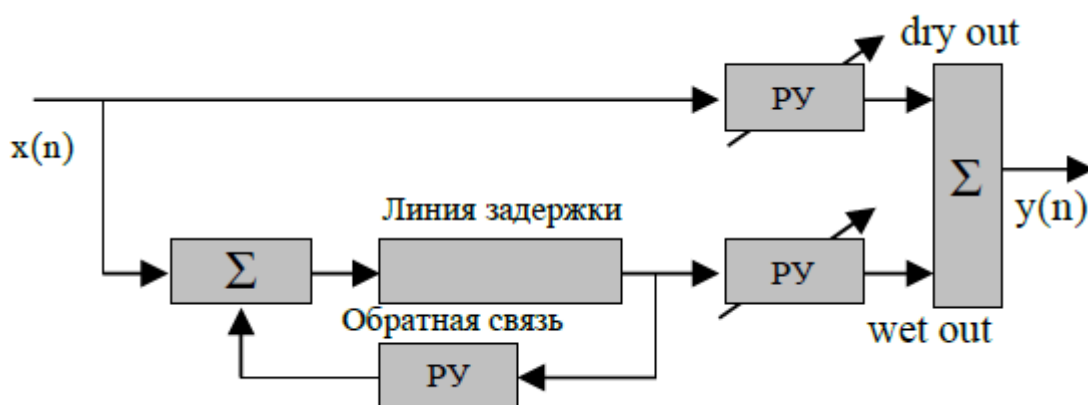 dry out
РУ
x(n)
Σ
y(n)
Линия задержки
Σ
РУ
wet out
Обратная связь
РУ